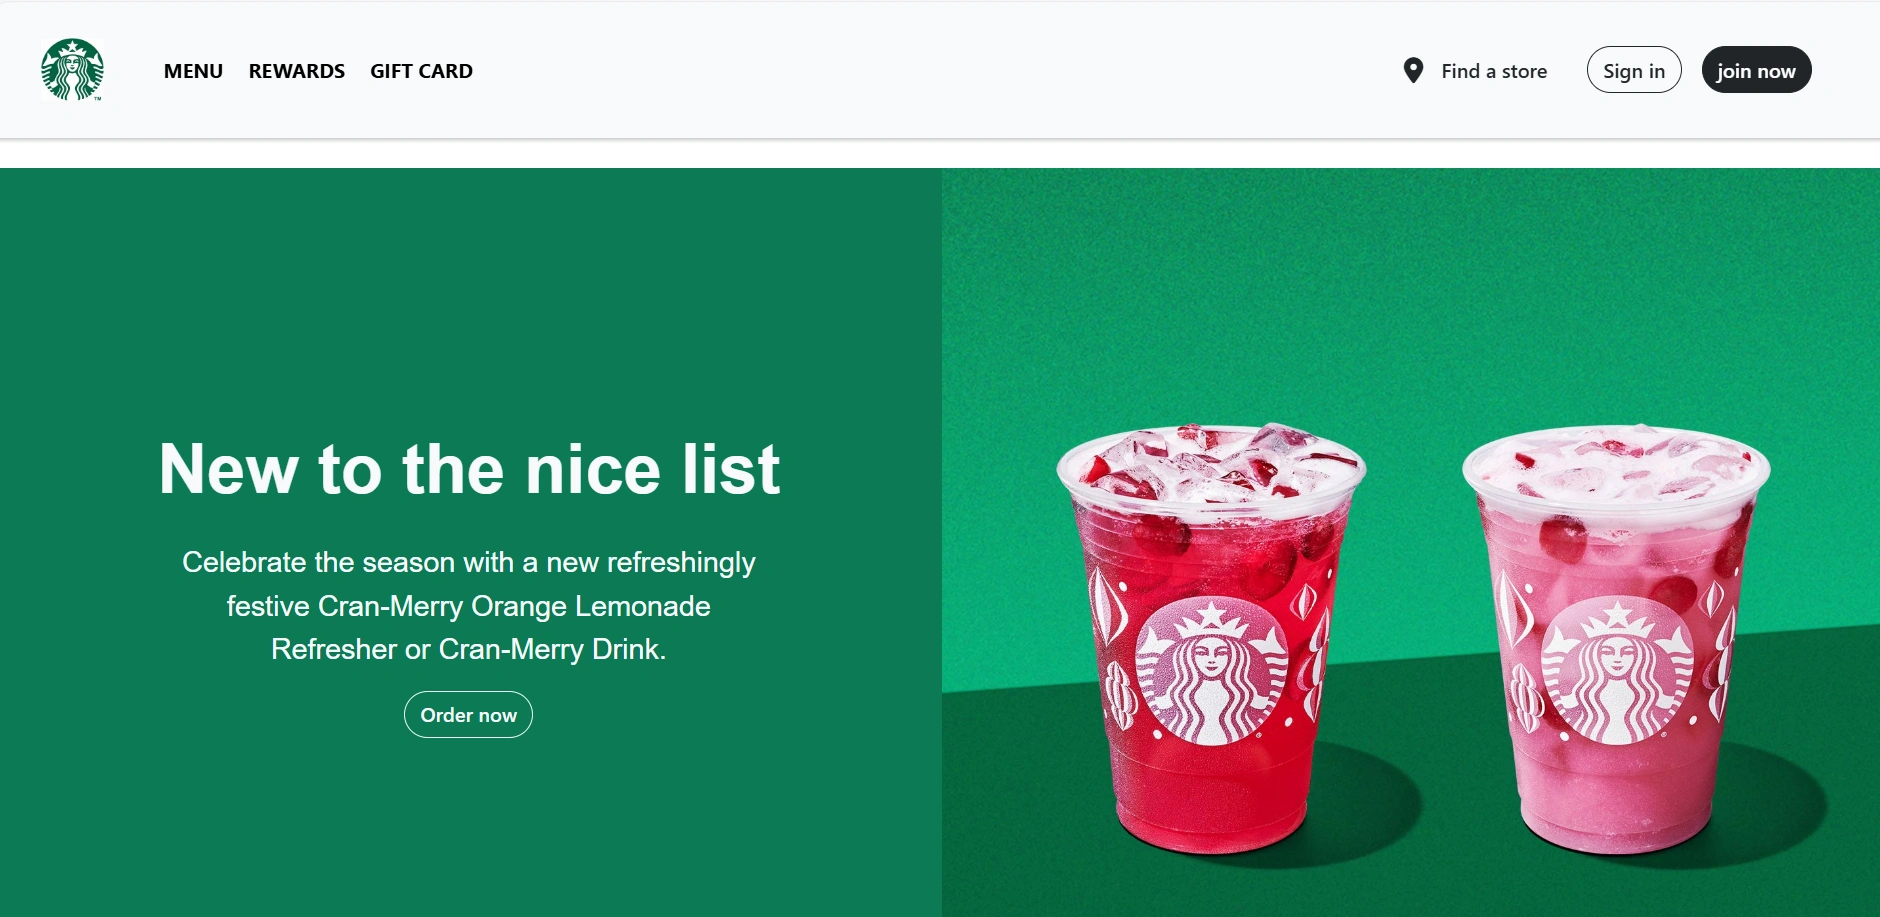 MENU REWARDS GIFT CARD Find a store Sign in join now
New to the nice list
Celebrate the season with a new refreshingly
festive Cran-Merry Orange Lemonade
Refresher or Cran-Merry Drink.
Order now